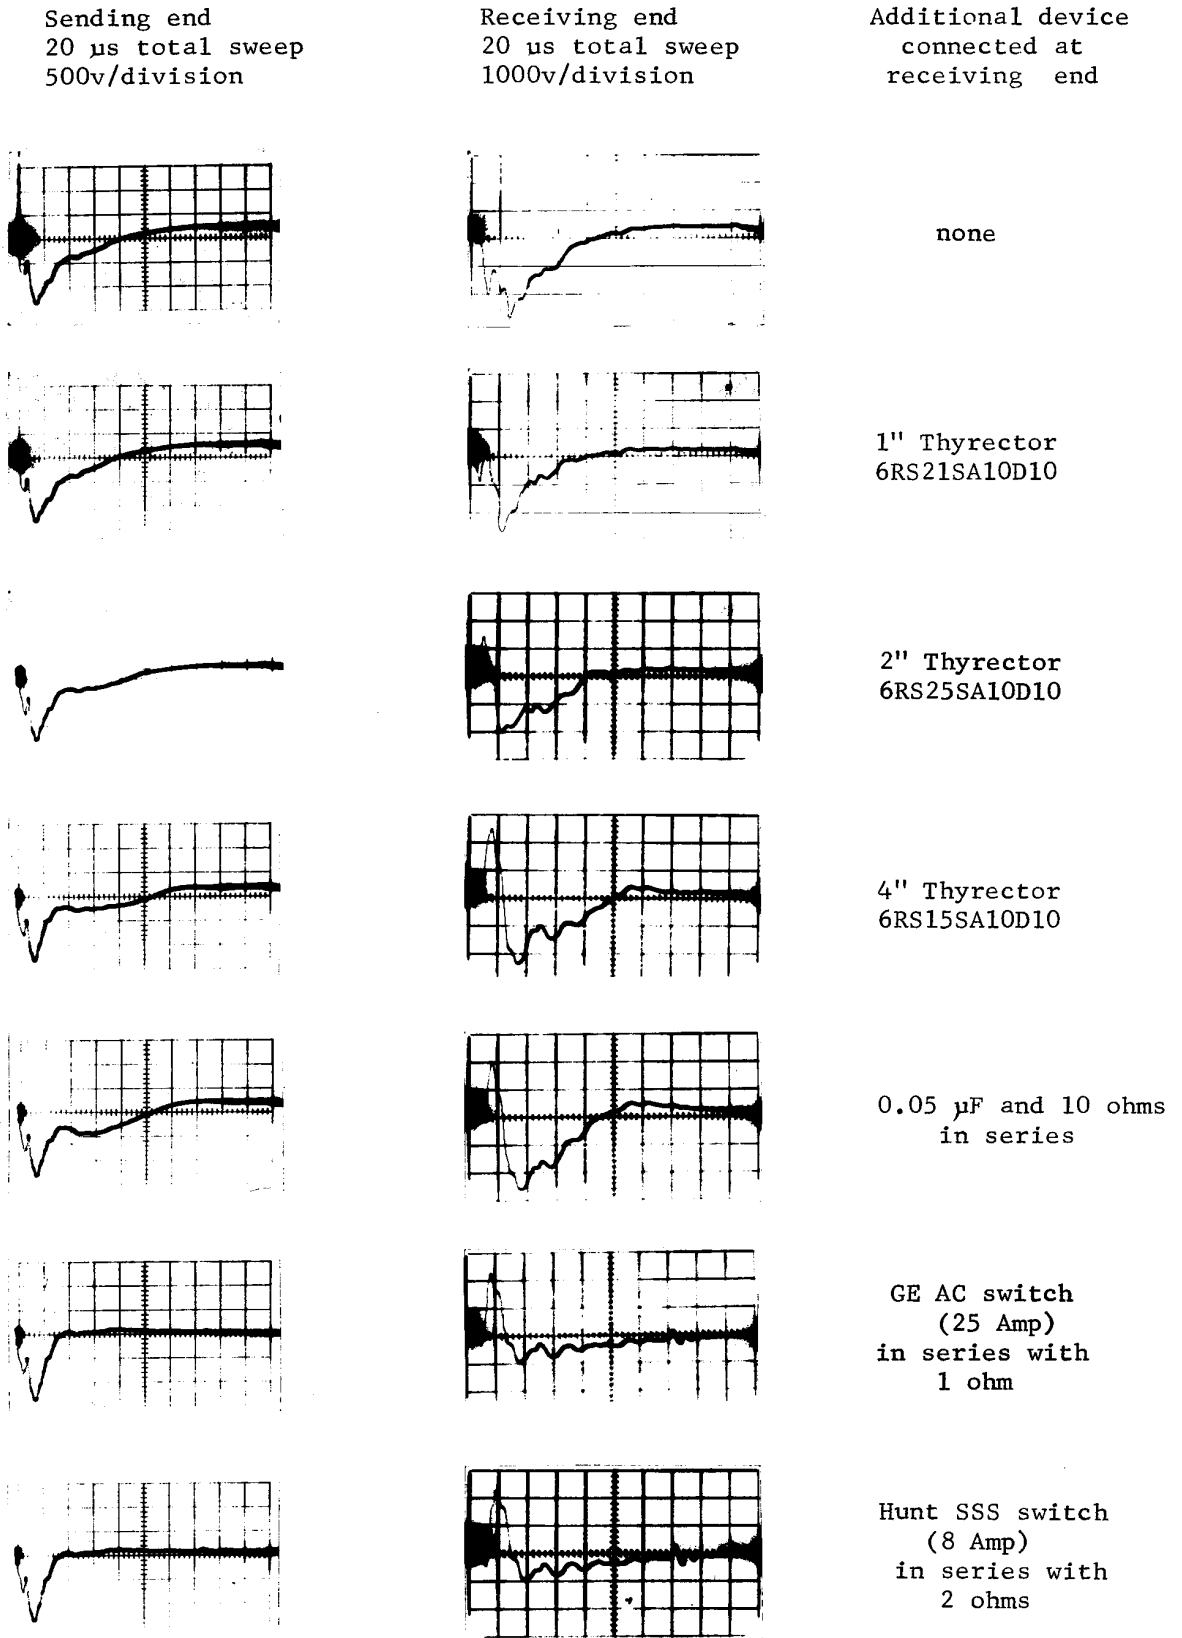 Sending end
20 µs total sweep
500v/division
Receiving end
20 us total sweep
1000v/division
Additional device
connected at
receiving end
none
1" Thyrector
6RS21SA10D10
2" Thyrector
6RS25SA10D10
4" Thyrector
6RS15SA10D10
0.05 µF and 10 ohms
in series
GE AC switch
(25 Amp)
in series with
1 ohm
Hunt SSS switch
(8 Amp)
in series with
2 ohms